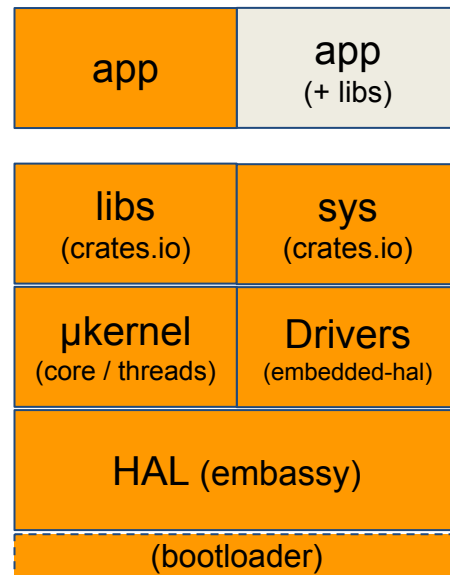 app
app
(+ libs)
libs
(crates.io)
sys
(crates.io)
µkernel
(core / threads)
Drivers
(embedded-hal)
HAL (embassy)
(bootloader)